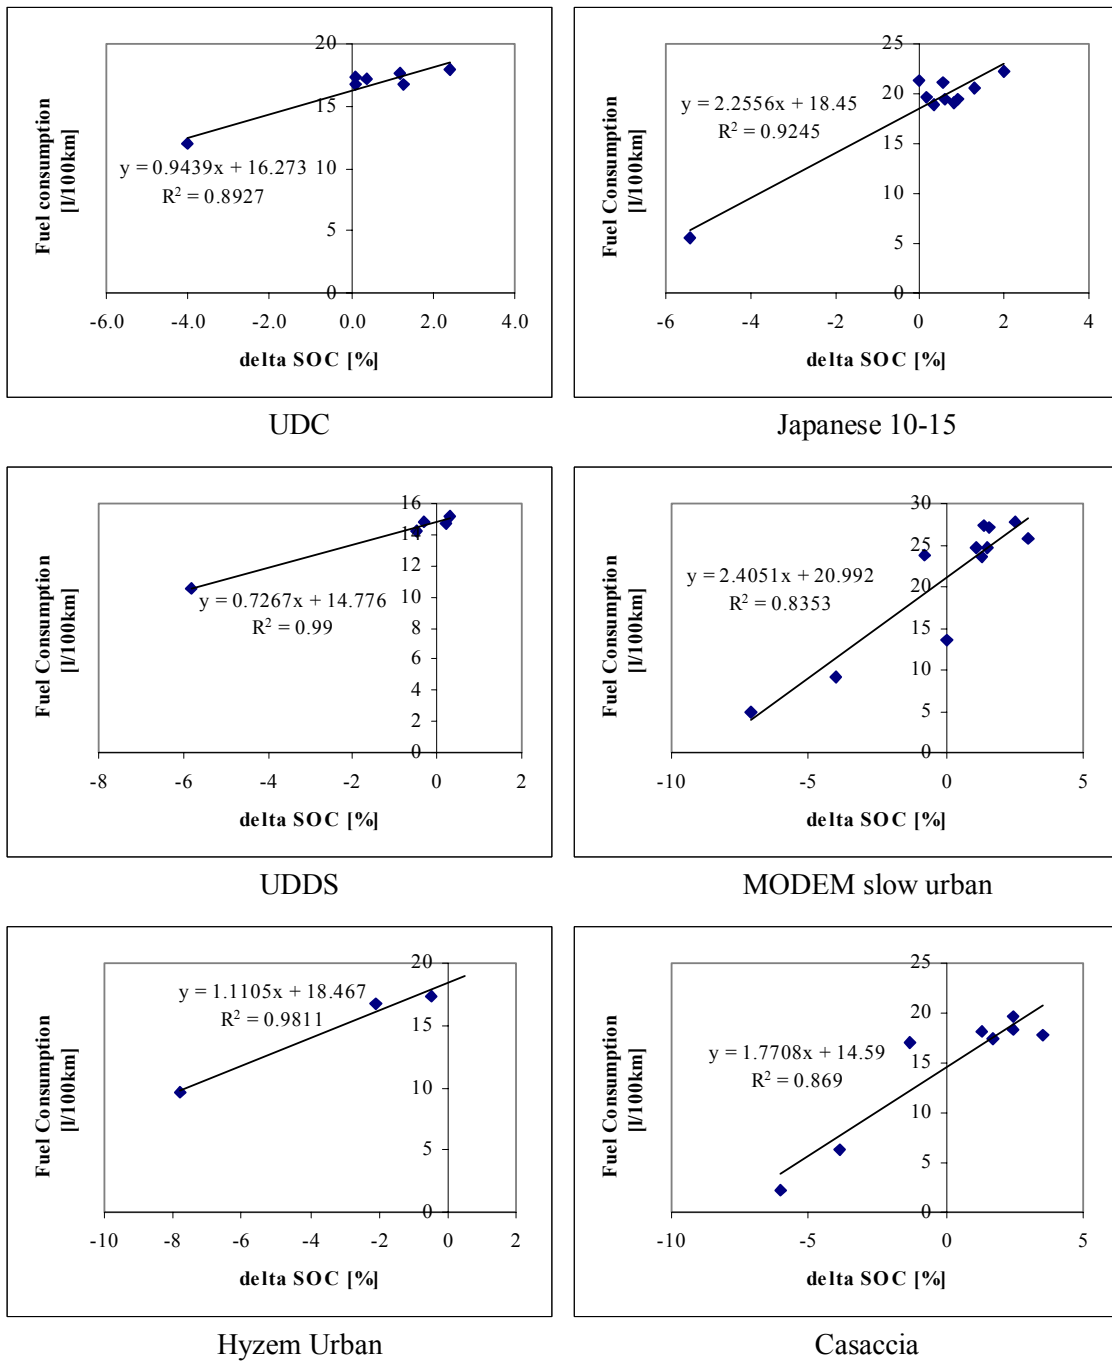 Fuel consumption
[l/100km]
20
15
10
5
0
y = 0.9439x + 16.273
R² = 0.8927
-6.0 -4.0 -2.0 0.0 2.0 4.0
delta SOC [%]
UDC
Fuel Consumption
[l/100km]
25
20
15
10
5
0
y = 2.2556x + 18.45
R² = 0.9245
-6 -4 -2 0 2 4
delta SOC [%]
Japanese 10-15
Fuel Consumption
[l/100km]
16
14
12
10
8
6
4
2
0
y = 0.7267x + 14.776
R² = 0.99
-8 -6 -4 -2 0 2
delta SOC [%]
UDDS
Fuel Consumption
[l/100km]
30
25
20
15
10
5
0
y = 2.4051x + 20.992
R² = 0.8353
-10 -5 0 5
delta SOC [%]
MODEM slow urban
Fuel Consumption
[l/100km]
20
15
10
5
0
y = 1.1105x + 18.467
R² = 0.9811
-10 -8 -6 -4 -2 0 2
delta SOC [%]
Hyzem Urban
Fuel Consumption
[l/100km]
25
20
15
10
5
0
y = 1.7708x + 14.59
R² = 0.869
-10 -5 0 5
delta SOC [%]
Casaccia